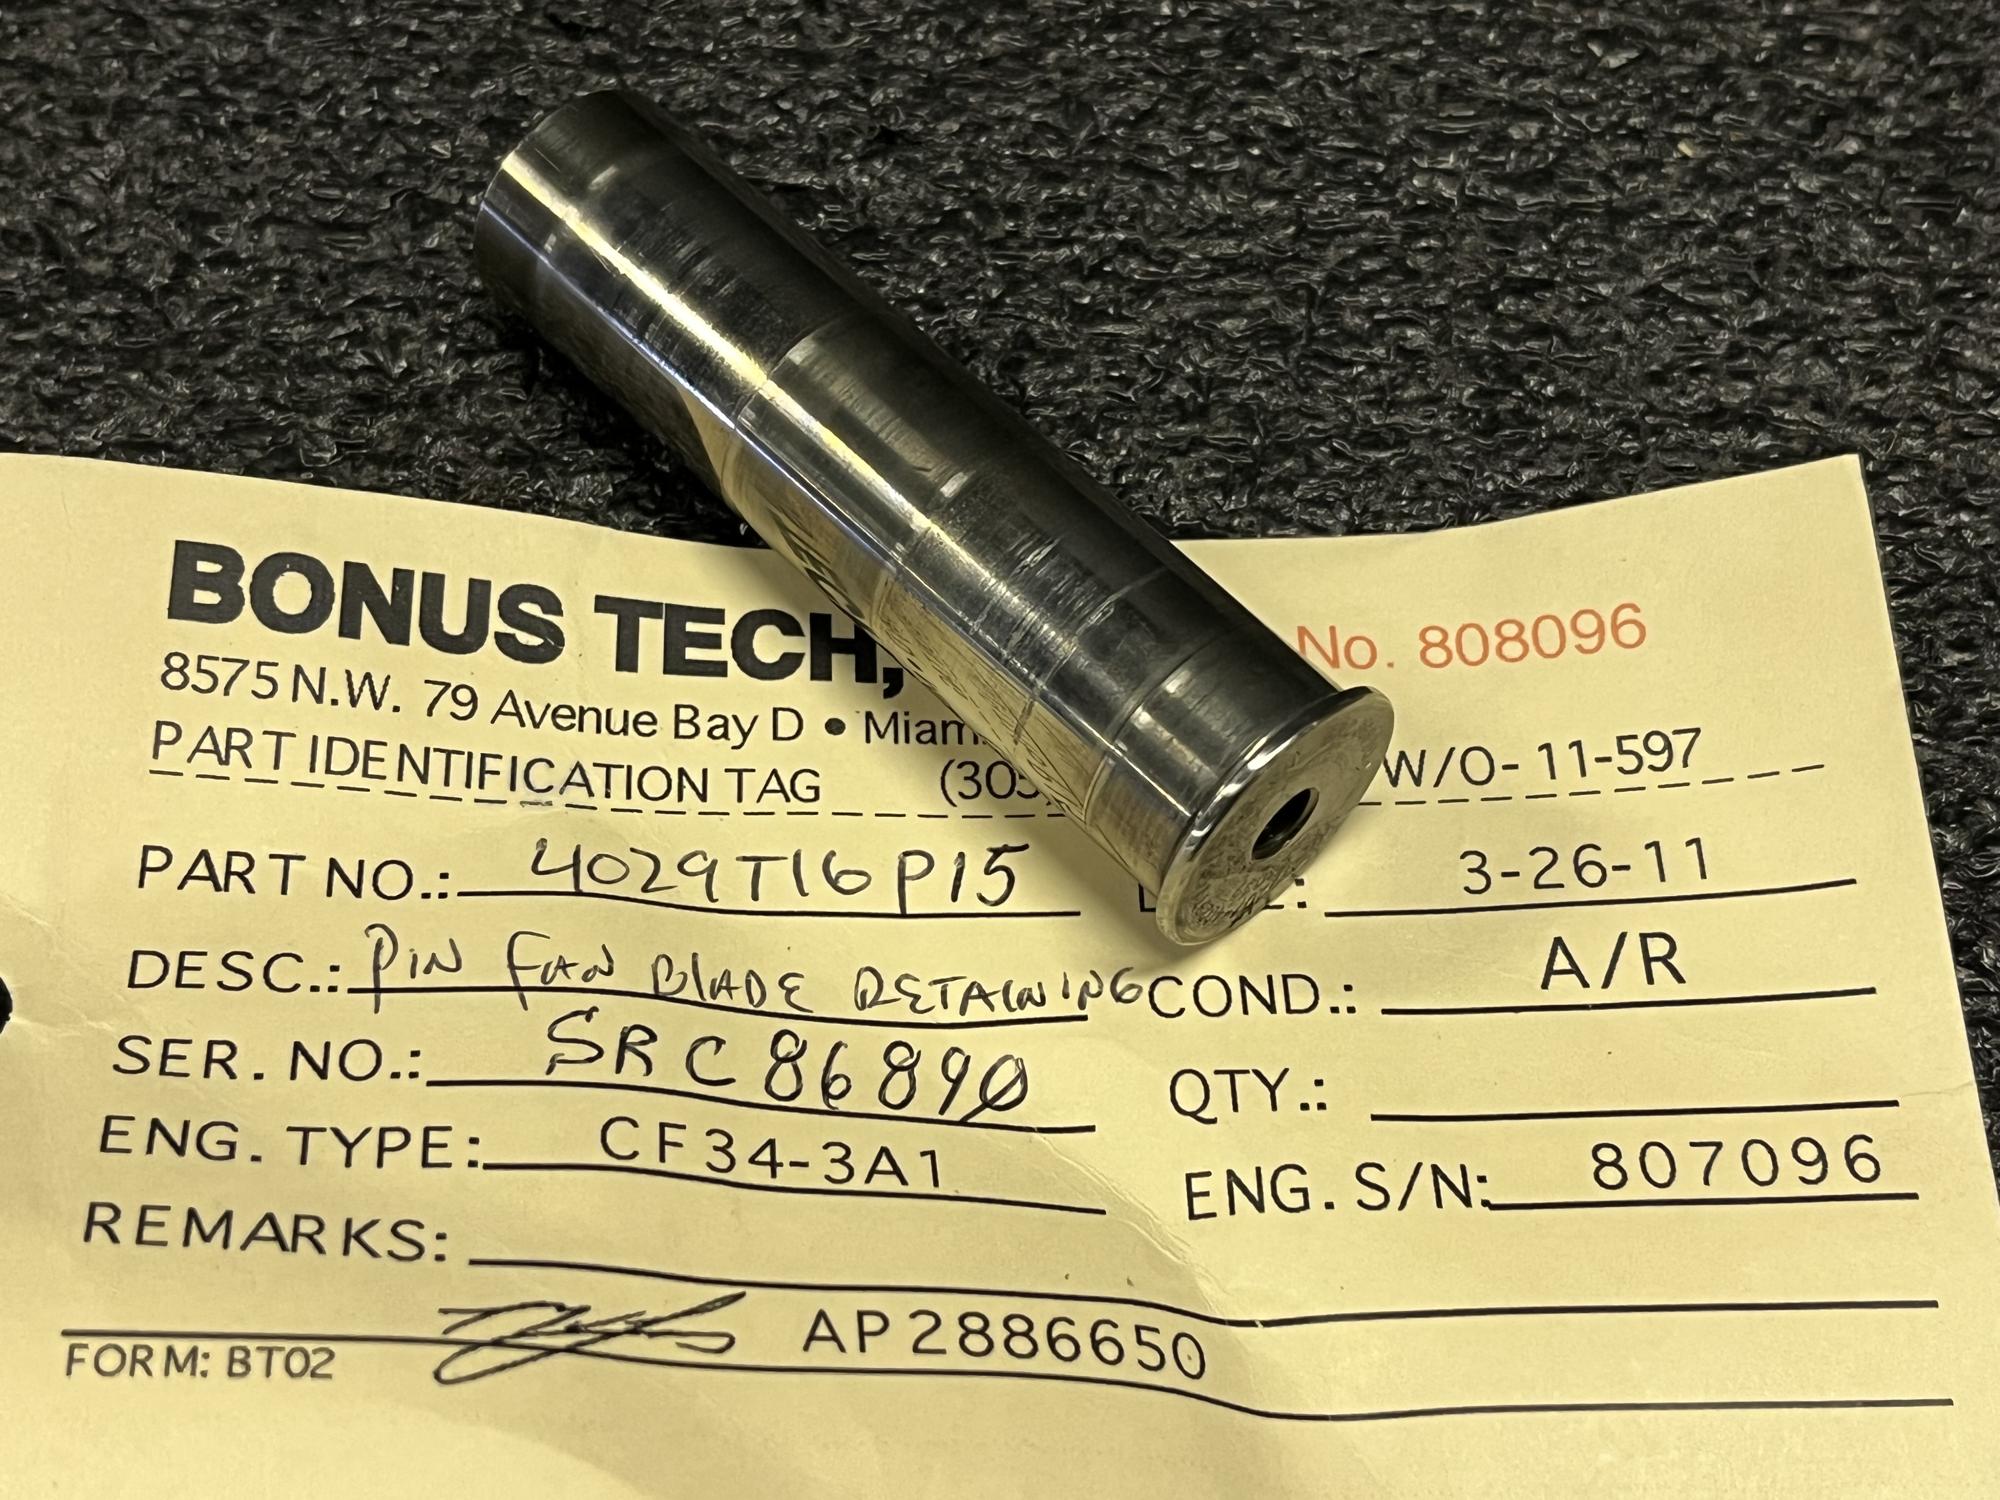 BONUS TECH,
No. 808096
8575 N.W. 79 Avenue Bay D • Miam
PART IDENTIFICATION TAG (305 W/O- 11-597
PART NO.: 4029T16P15 3-26-11
DESC.: PIN FAN BLADE RETAINING COND.: A/R
SER. NO.: SRC86890 QTY.:
ENG. TYPE: CF34-3A1 ENG. S/N: 807096
REMARKS:
AP2886650
FORM: BT02